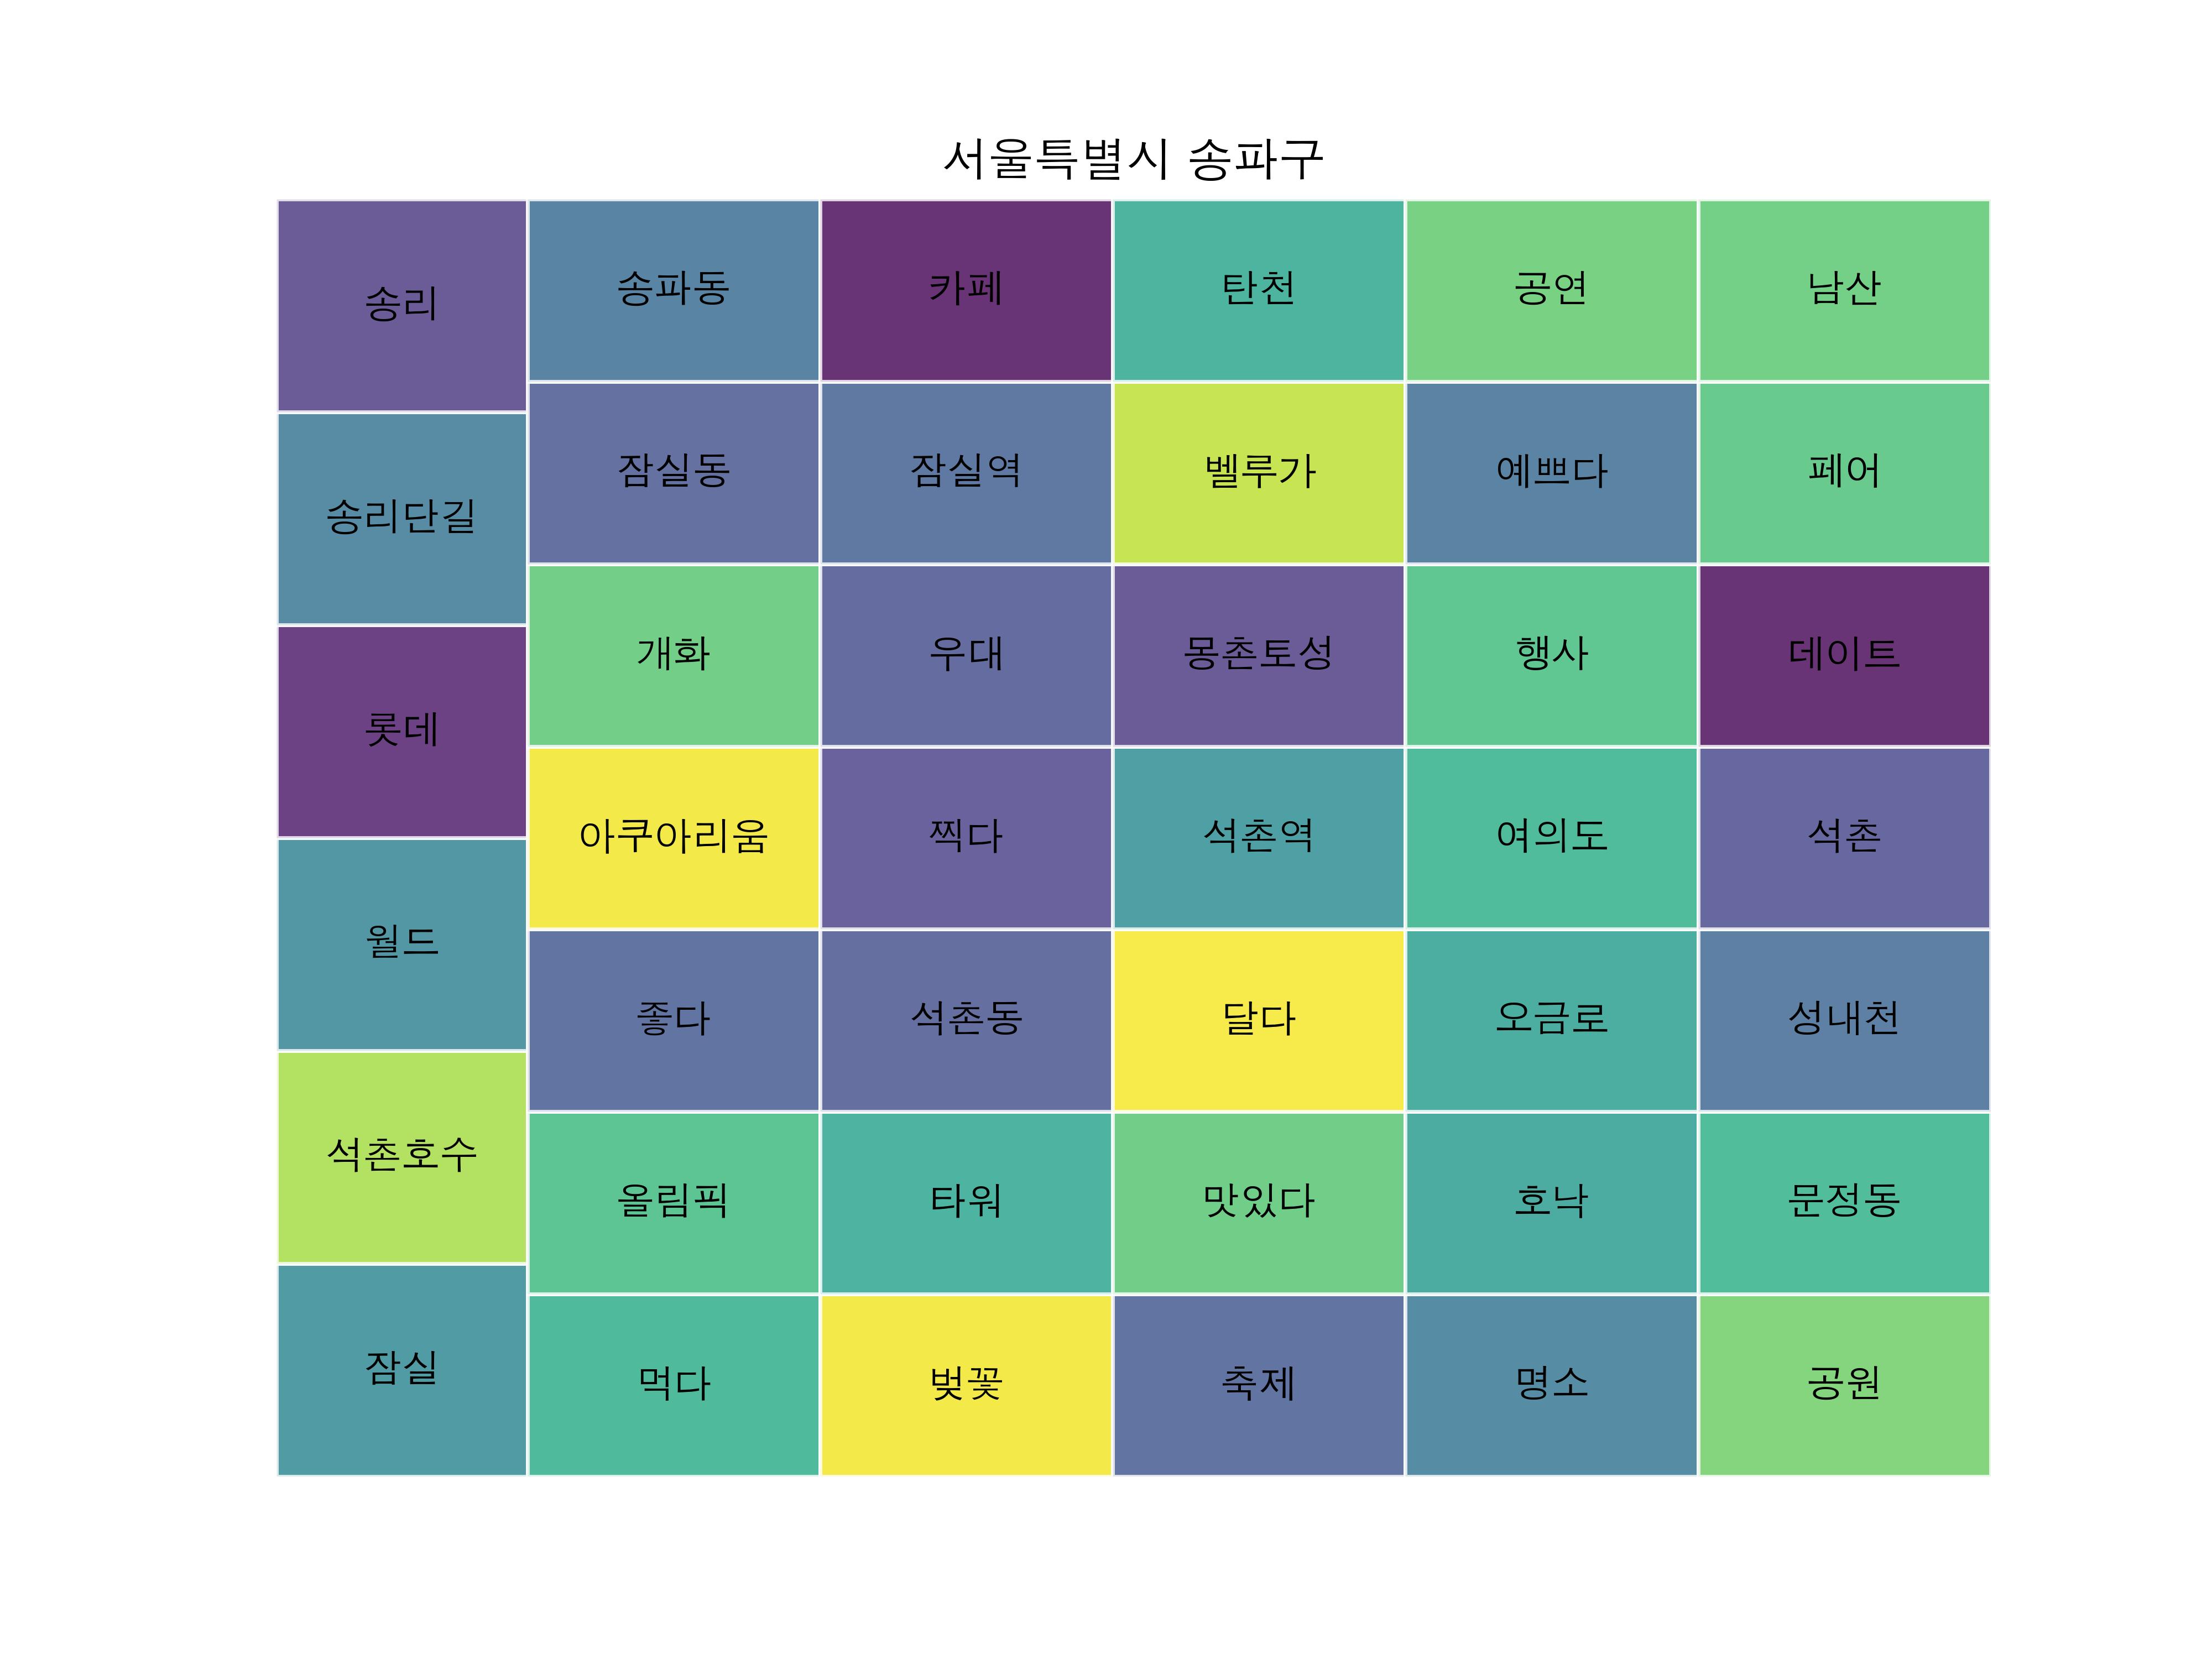 서울특별시 송파구
송리
송리단길
롯데
월드
석촌호수
잠실
송파동
잠실동
개화
아쿠아리움
좋다
올림픽
먹다
카페
잠실역
우대
찍다
석촌동
타워
벚꽃
탄천
벨루가
몽촌토성
석촌역
달다
맛있다
축제
공연
예쁘다
행사
여의도
오금로
호낙
명소
남산
페어
데이트
석촌
성내천
문정동
공원